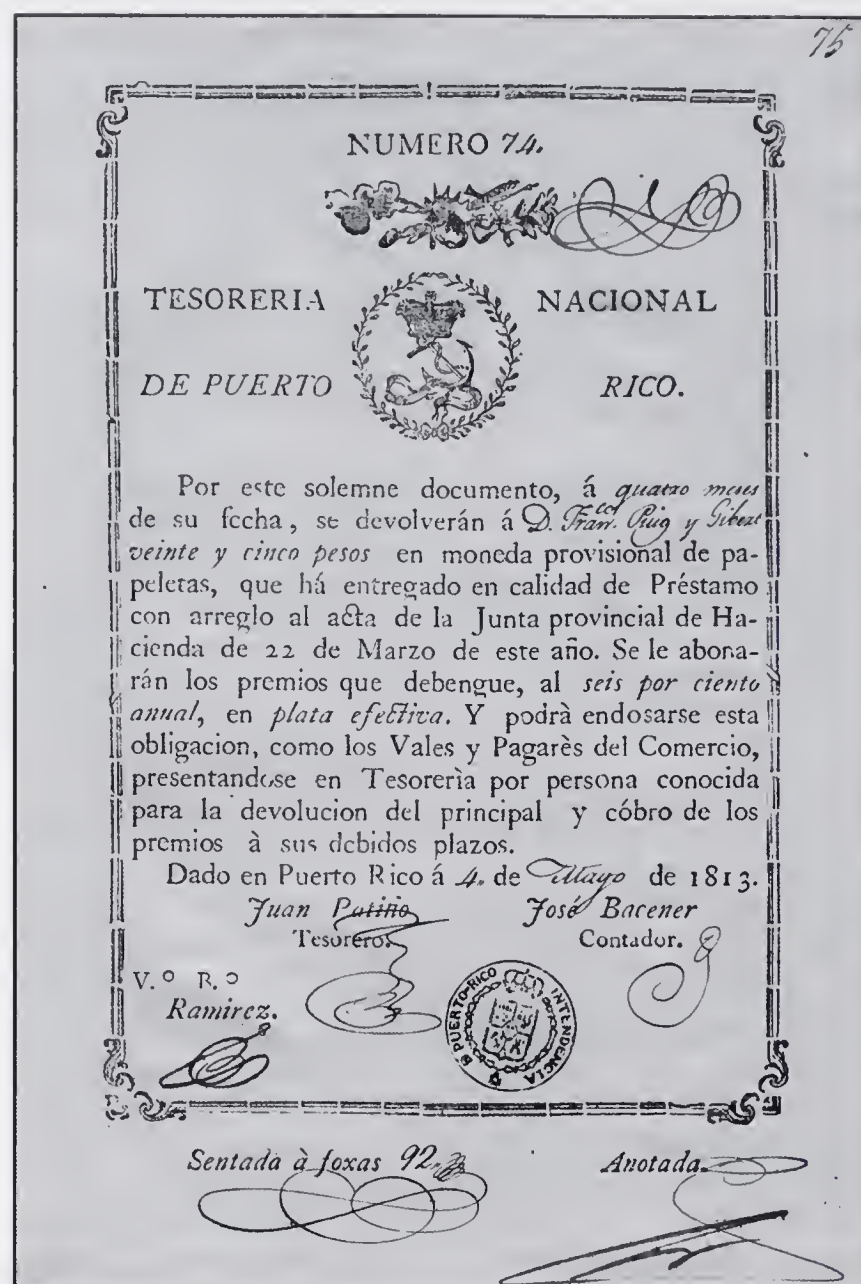 75
NUMERO 74.
TESORERIA NACIONAL
DE PUERTO RICO.
Por este solemne documento, á quatro meses
de su fecha, se devolverán á D. Fran.co Puig y Gibert
veinte y cinco pesos en moneda provisional de pa-
peletas, que há entregado en calidad de Préstamo
con arreglo al acta de la Junta provincial de Ha-
cienda de 22 de Marzo de este año. Se le abona-
rán los premios que debengue, al seis por ciento
anual, en plata efectiva. Y podrà endosarse esta
obligacion, como los Vales y Pagarès del Comercio,
presentandose en Tesorerìa por persona conocida
para la devolucion del principal y cóbro de los
premios à sus debidos plazos.
Dado en Puerto Rico á 4. de Mayo de 1813.
Juan Patiño José Bacener
Tesorero. Contador.
V.º B.º
Ramirez.
PUERTO-RICO INTENDENCIA
Sentada à foxas 92. Anotada.